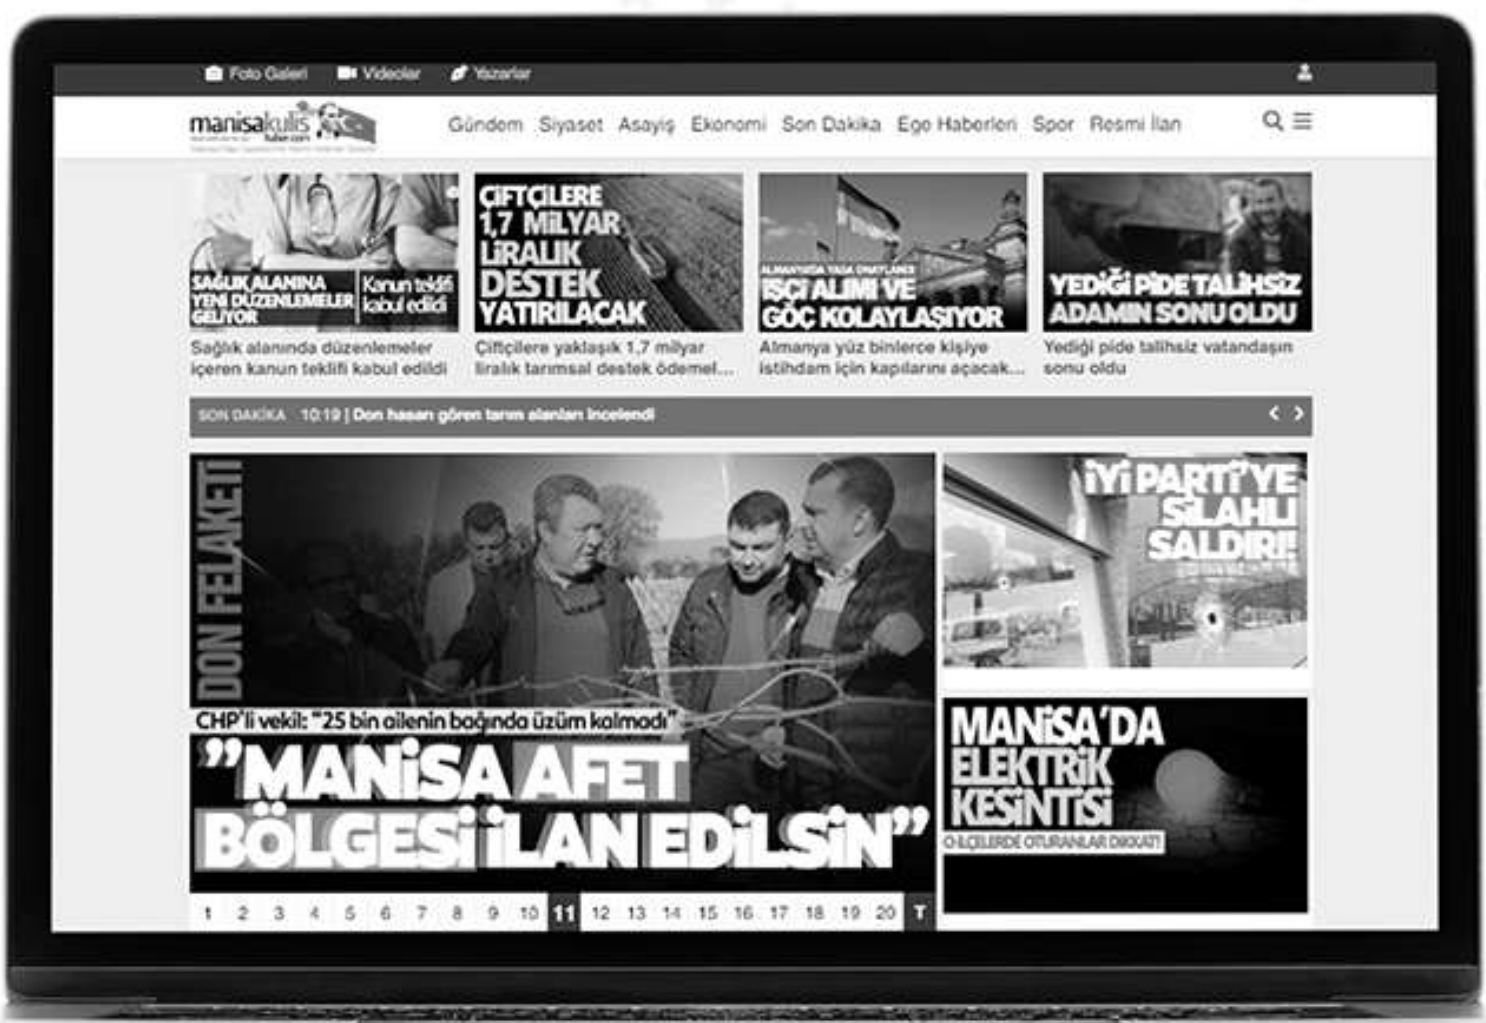 Foto Galeri Videolar Yazarlar
manisakulis
haber.com
Gündem Siyaset Asayiş Ekonomi Son Dakika Ege Haberleri Spor Resmi İlan
SAĞLIK ALANINA
YENİ DÜZENLEMELER
GELİYOR
Kanun teklifi
kabul edildi
Sağlık alanında düzenlemeler
içeren kanun teklifi kabul edildi
ÇİFTÇİLERE
1,7 MİLYAR
LİRALIK
DESTEK
YATIRILACAK
Çiftçilere yaklaşık 1,7 milyar
liralık tarımsal destek ödemel...
ALMANYA'DA YASA ONAYLANDI
İŞÇİ ALIMI VE
GÖÇ KOLAYLAŞIYOR
Almanya yüz binlerce kişiye
istihdam için kapılarını açacak...
YEDİĞİ PİDE TALİHSİZ
ADAMIN SONU OLDU
Yediği pide talihsiz vatandaşın
sonu oldu
SON DAKİKA 10:19 | Don hasarı gören tarım alanları incelendi
DON FELAKETİ
CHP'li vekil: "25 bin ailenin bağında üzüm kalmadı"
"MANİSA AFET
BÖLGESİ İLAN EDİLSİN"
1 2 3 4 5 6 7 8 9 10 11 12 13 14 15 16 17 18 19 20 T
İYİ PARTİ'YE
SİLAHLI
SALDIRI!
MANİSA'DA
ELEKTRİK
KESİNTİSİ
O İLÇELERDE OTURANLAR DİKKAT!